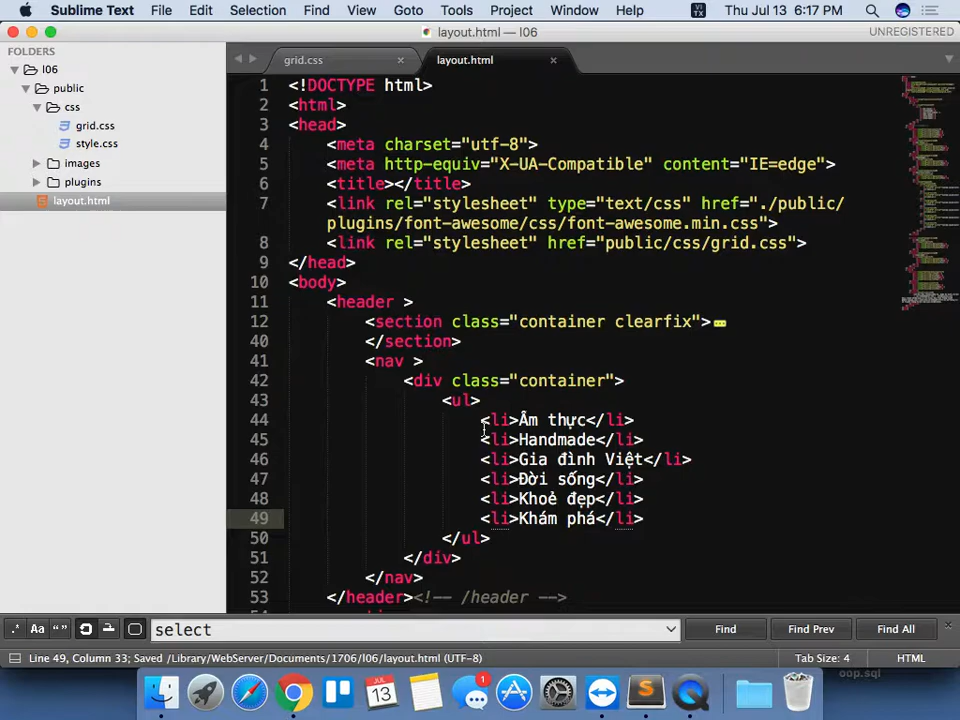 Sublime Text File Edit Selection Find View Goto Tools Project Window Help VI TX Thu Jul 13 6:17 PM
layout.html — l06 UNREGISTERED
FOLDERS
l06
public
css
grid.css
style.css
images
plugins
layout.html
grid.css × layout.html ×
1 <!DOCTYPE html>
2 <html>
3 <head>
4 <meta charset="utf-8">
5 <meta http-equiv="X-UA-Compatible" content="IE=edge">
6 <title></title>
7 <link rel="stylesheet" type="text/css" href="./public/
plugins/font-awesome/css/font-awesome.min.css">
8 <link rel="stylesheet" href="public/css/grid.css">
9 </head>
10 <body>
11 <header >
12 <section class="container clearfix">
40 </section>
41 <nav >
42 <div class="container">
43 <ul>
44 <li>Ẩm thực</li>
45 <li>Handmade</li>
46 <li>Gia đình Việt</li>
47 <li>Đời sống</li>
48 <li>Khoẻ đẹp</li>
49 <li>Khám phá</li>
50 </ul>
51 </div>
52 </nav>
53 </header><!-- /header -->
.* Aa “” select Find Find Prev Find All ×
Line 49, Column 33; Saved /Library/WebServer/Documents/1706/l06/layout.html (UTF-8) Tab Size: 4 HTML
oop.sql
JUL
13
1